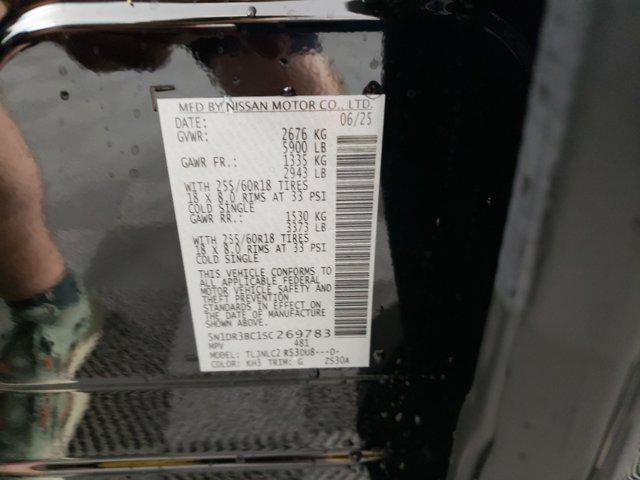 MFD BY NISSAN MOTOR CO., LTD.
DATE: 06/25
GVWR: 2676 KG
5900 LB
GAWR FR.: 1335 KG
2943 LB
WITH 255/60R18 TIRES
18 X 8.0 RIMS AT 33 PSI
COLD SINGLE
GAWR RR.: 1530 KG
3373 LB
WITH 255/60R18 TIRES
18 X 8.0 RIMS AT 33 PSI
COLD SINGLE
THIS VEHICLE CONFORMS TO
ALL APPLICABLE FEDERAL
MOTOR VEHICLE SAFETY AND
THEFT PREVENTION
STANDARDS IN EFFECT ON
THE DATE OF MANUFACTURE
SHOWN ABOVE.
5N1DR3BC1SC269783
MPV 481
MODEL: TLJNLC2 R53DU8---D-
COLOR: KH3 TRIM: G ZS30A